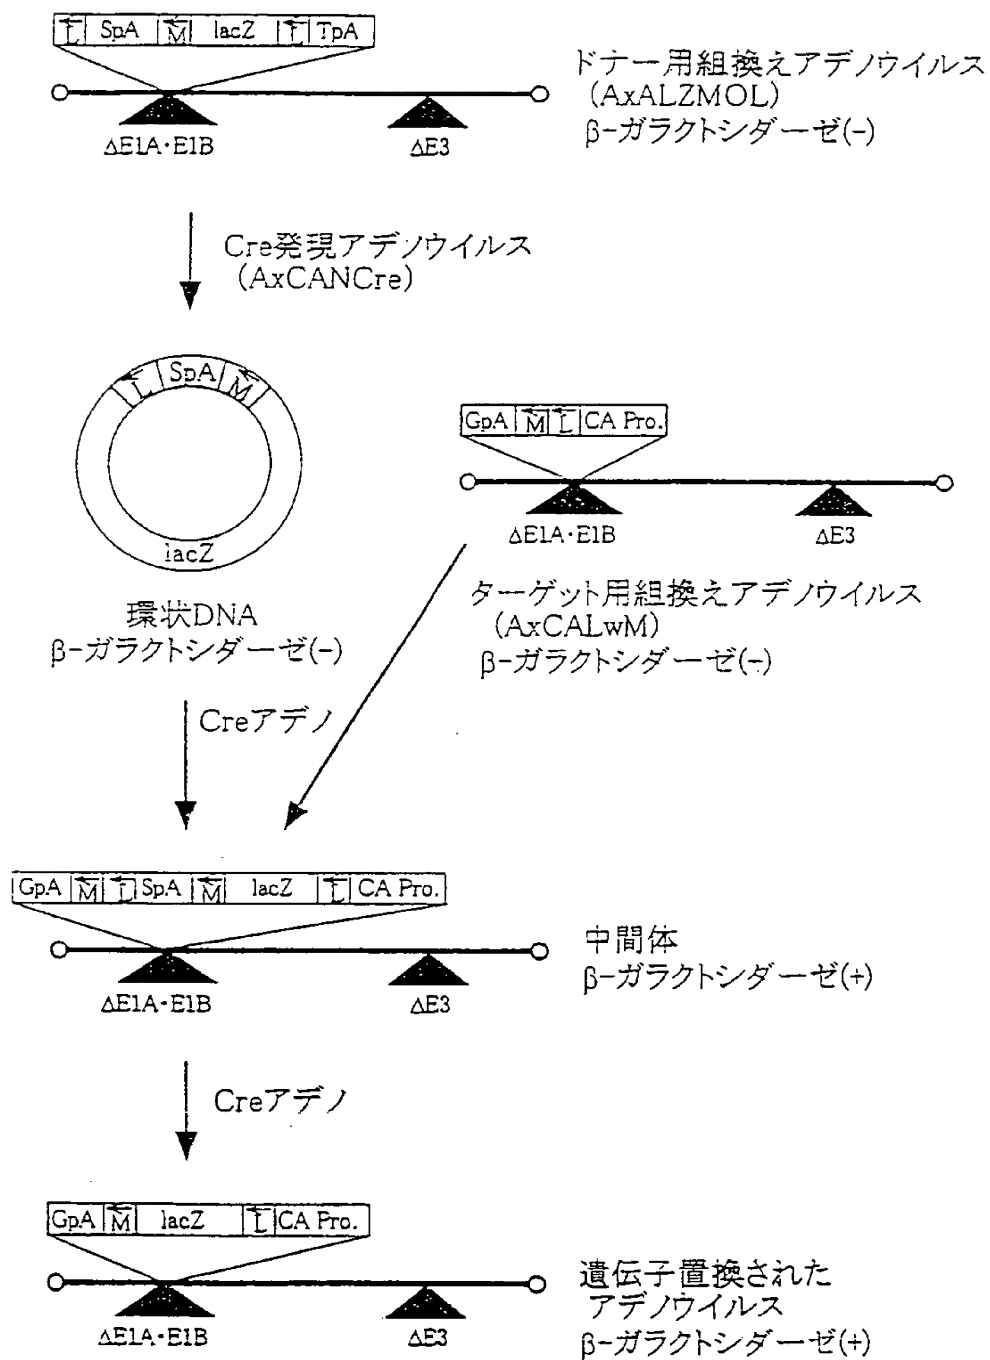 L SpA M lacZ L TpA
ドナー用組換えアデノウイルス
(AxALZMOL)
β-ガラクトシダーゼ(-)
ΔE1A·E1B ΔE3
Cre発現アデノウイルス
(AxCANCre)
L SpA M
lacZ
環状DNA
β-ガラクトシダーゼ(-)
GpA M L CA Pro.
ΔE1A·E1B ΔE3
ターゲット用組換えアデノウイルス
(AxCALwM)
β-ガラクトシダーゼ(-)
Creアデノ
GpA M L SpA M lacZ L CA Pro.
ΔE1A·E1B ΔE3
中間体
β-ガラクトシダーゼ(+)
Creアデノ
GpA M lacZ L CA Pro.
ΔE1A·E1B ΔE3
遺伝子置換された
アデノウイルス
β-ガラクトシダーゼ(+)